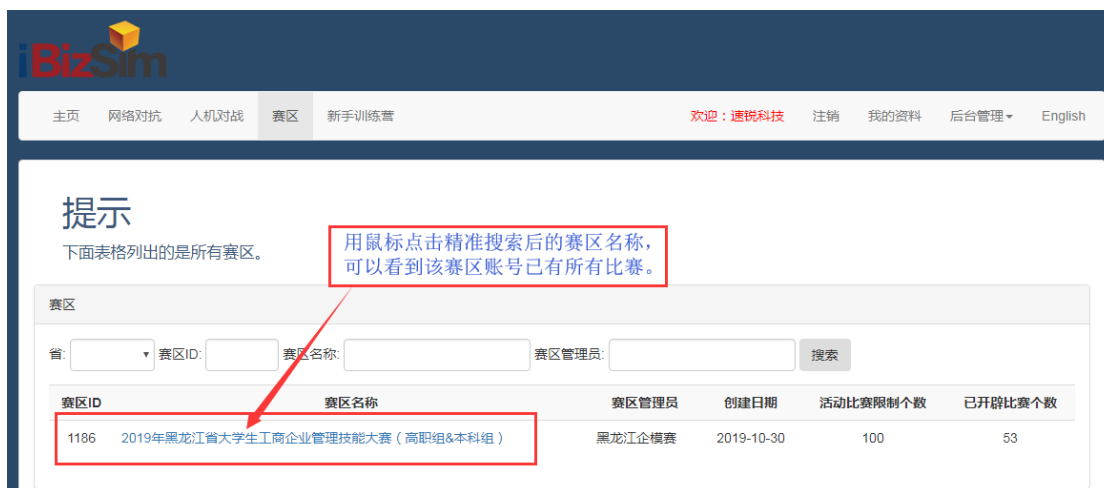 iBizSim
主页 网络对抗 人机对战 赛区 新手训练营 欢迎：速锐科技 注销 我的资料 后台管理 English
提示
下面表格列出的是所有赛区。
用鼠标点击精准搜索后的赛区名称，
可以看到该赛区账号已有所有比赛。
赛区
省: 赛区ID: 赛区名称: 赛区管理员: 搜索
赛区ID 赛区名称 赛区管理员 创建日期 活动比赛限制个数 已开辟比赛个数
1186 2019年黑龙江省大学生工商企业管理技能大赛（高职组&本科组） 黑龙江企模赛 2019-10-30 100 53